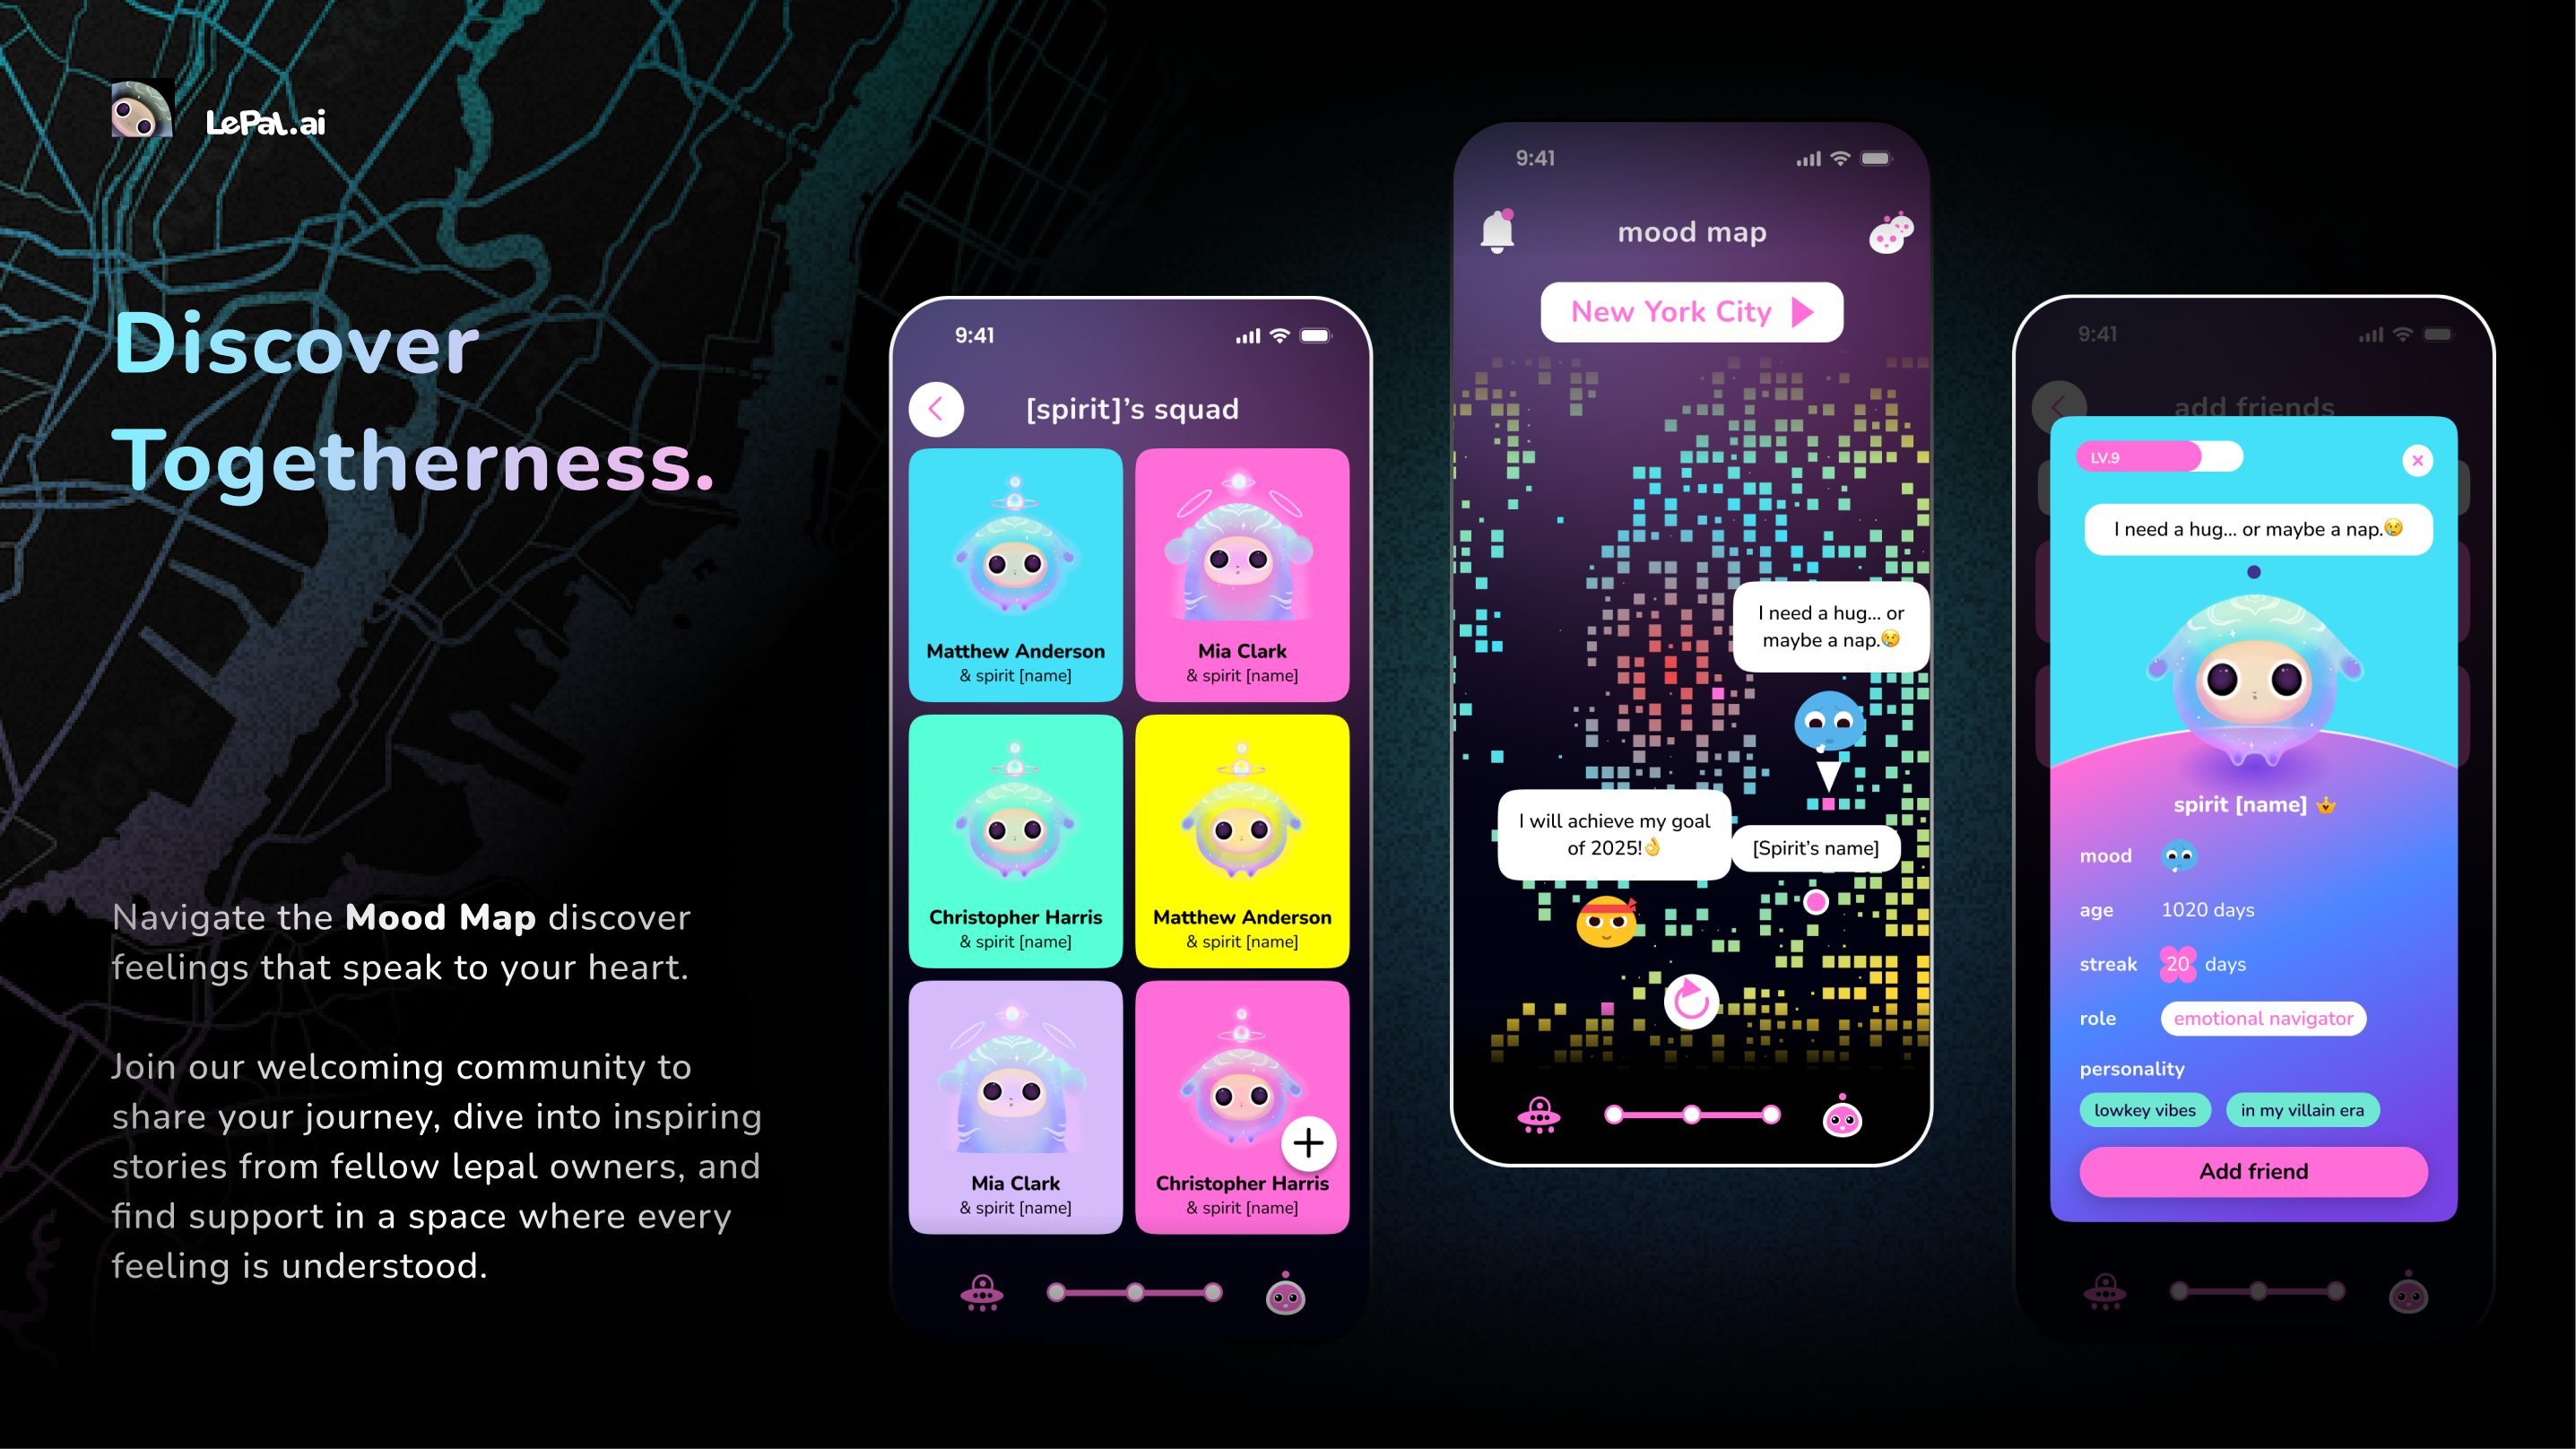 LePal.ai
Discover
Togetherness.
Navigate the Mood Map discover
feelings that speak to your heart.
Join our welcoming community to
share your journey, dive into inspiring
stories from fellow lepal owners, and
find support in a space where every
feeling is understood.
9:41
[spirit]’s squad
Matthew Anderson
& spirit [name]
Mia Clark
& spirit [name]
Christopher Harris
& spirit [name]
Matthew Anderson
& spirit [name]
Mia Clark
& spirit [name]
Christopher Harris
& spirit [name]
9:41
mood map
New York City
I need a hug... or
maybe a nap.😢
I will achieve my goal
of 2025!👌
[Spirit’s name]
9:41
add friends
LV.9
I need a hug... or maybe a nap.😢
spirit [name]
mood
age 1020 days
streak 20 days
role emotional navigator
personality
lowkey vibes in my villain era
Add friend